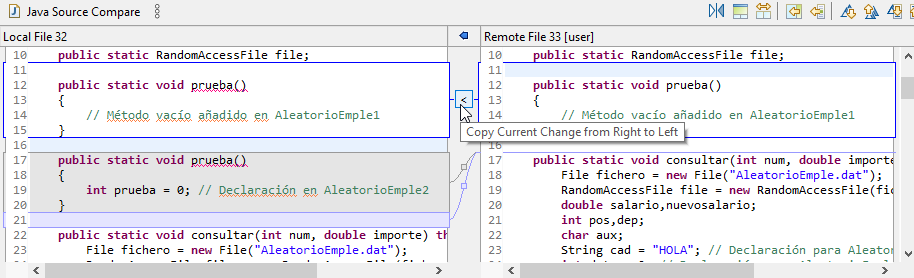 Java Source Compare
Local File 32
10 public static RandomAccessFile file;
11
12 public static void prueba()
13 {
14 // Método vacío añadido en AleatorioEmple1
15 }
16
17 public static void prueba()
18 {
19 int prueba = 0; // Declaración en AleatorioEmple2
20 }
21
22 public static void consultar(int num, double importe) th
23 File fichero = new File("AleatorioEmple.dat");
<
Copy Current Change from Right to Left
Remote File 33 [user]
10 public static RandomAccessFile file;
11
12 public static void prueba()
13 {
14 // Método vacío añadido en AleatorioEmple1
15 }
16
17 public static void consultar(int num, double importe
18 File fichero = new File("AleatorioEmple.dat");
19 RandomAccessFile file = new RandomAccessFile(fic
20 double salario,nuevosalario;
21 int pos,dep;
22 char aux;
23 String cad = "HOLA"; // Declaración para Aleator